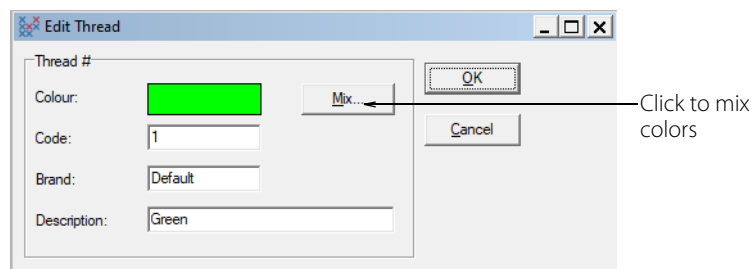 Edit Thread
Thread #
Colour:
Mix...
OK
Click to mix
colors
Code:
1
Cancel
Brand:
Default
Description:
Green